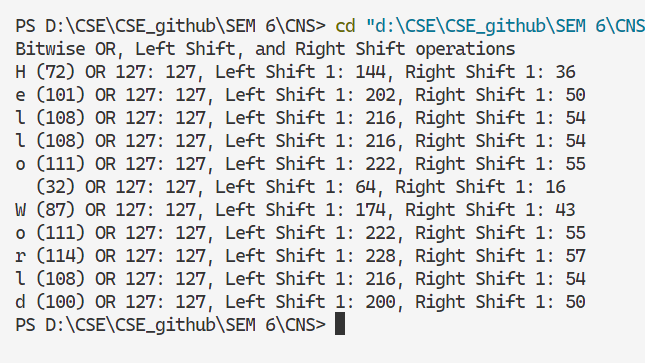 PS D:\CSE\CSE_github\SEM 6\CNS> cd "d:\CSE\CSE_github\SEM 6\CNS
Bitwise OR, Left Shift, and Right Shift operations
H (72) OR 127: 127, Left Shift 1: 144, Right Shift 1: 36
e (101) OR 127: 127, Left Shift 1: 202, Right Shift 1: 50
l (108) OR 127: 127, Left Shift 1: 216, Right Shift 1: 54
l (108) OR 127: 127, Left Shift 1: 216, Right Shift 1: 54
o (111) OR 127: 127, Left Shift 1: 222, Right Shift 1: 55
  (32) OR 127: 127, Left Shift 1: 64, Right Shift 1: 16
W (87) OR 127: 127, Left Shift 1: 174, Right Shift 1: 43
o (111) OR 127: 127, Left Shift 1: 222, Right Shift 1: 55
r (114) OR 127: 127, Left Shift 1: 228, Right Shift 1: 57
l (108) OR 127: 127, Left Shift 1: 216, Right Shift 1: 54
d (100) OR 127: 127, Left Shift 1: 200, Right Shift 1: 50
PS D:\CSE\CSE_github\SEM 6\CNS>